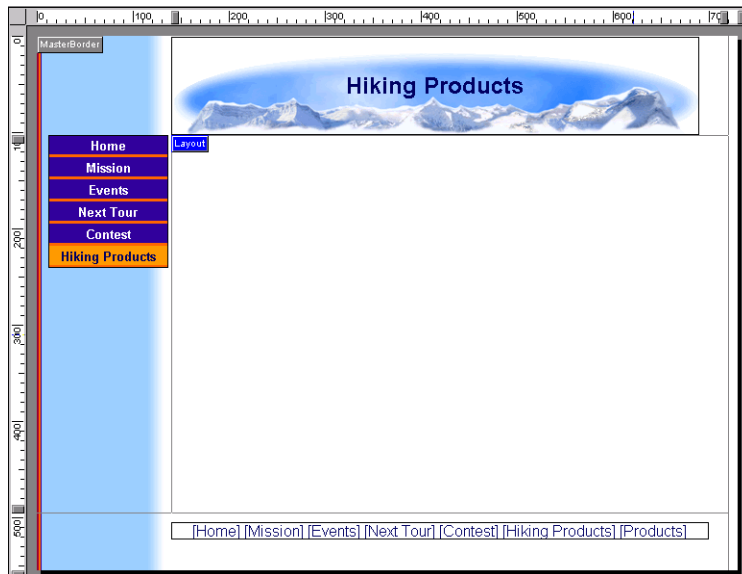 0 100 200 300 400 500 600 70
0
MasterBorder
Hiking Products
Home
Layout
Mission
Events
Next Tour
Contest
Hiking Products
200
300
400
500
[Home] [Mission] [Events] [Next Tour] [Contest] [Hiking Products] [Products]